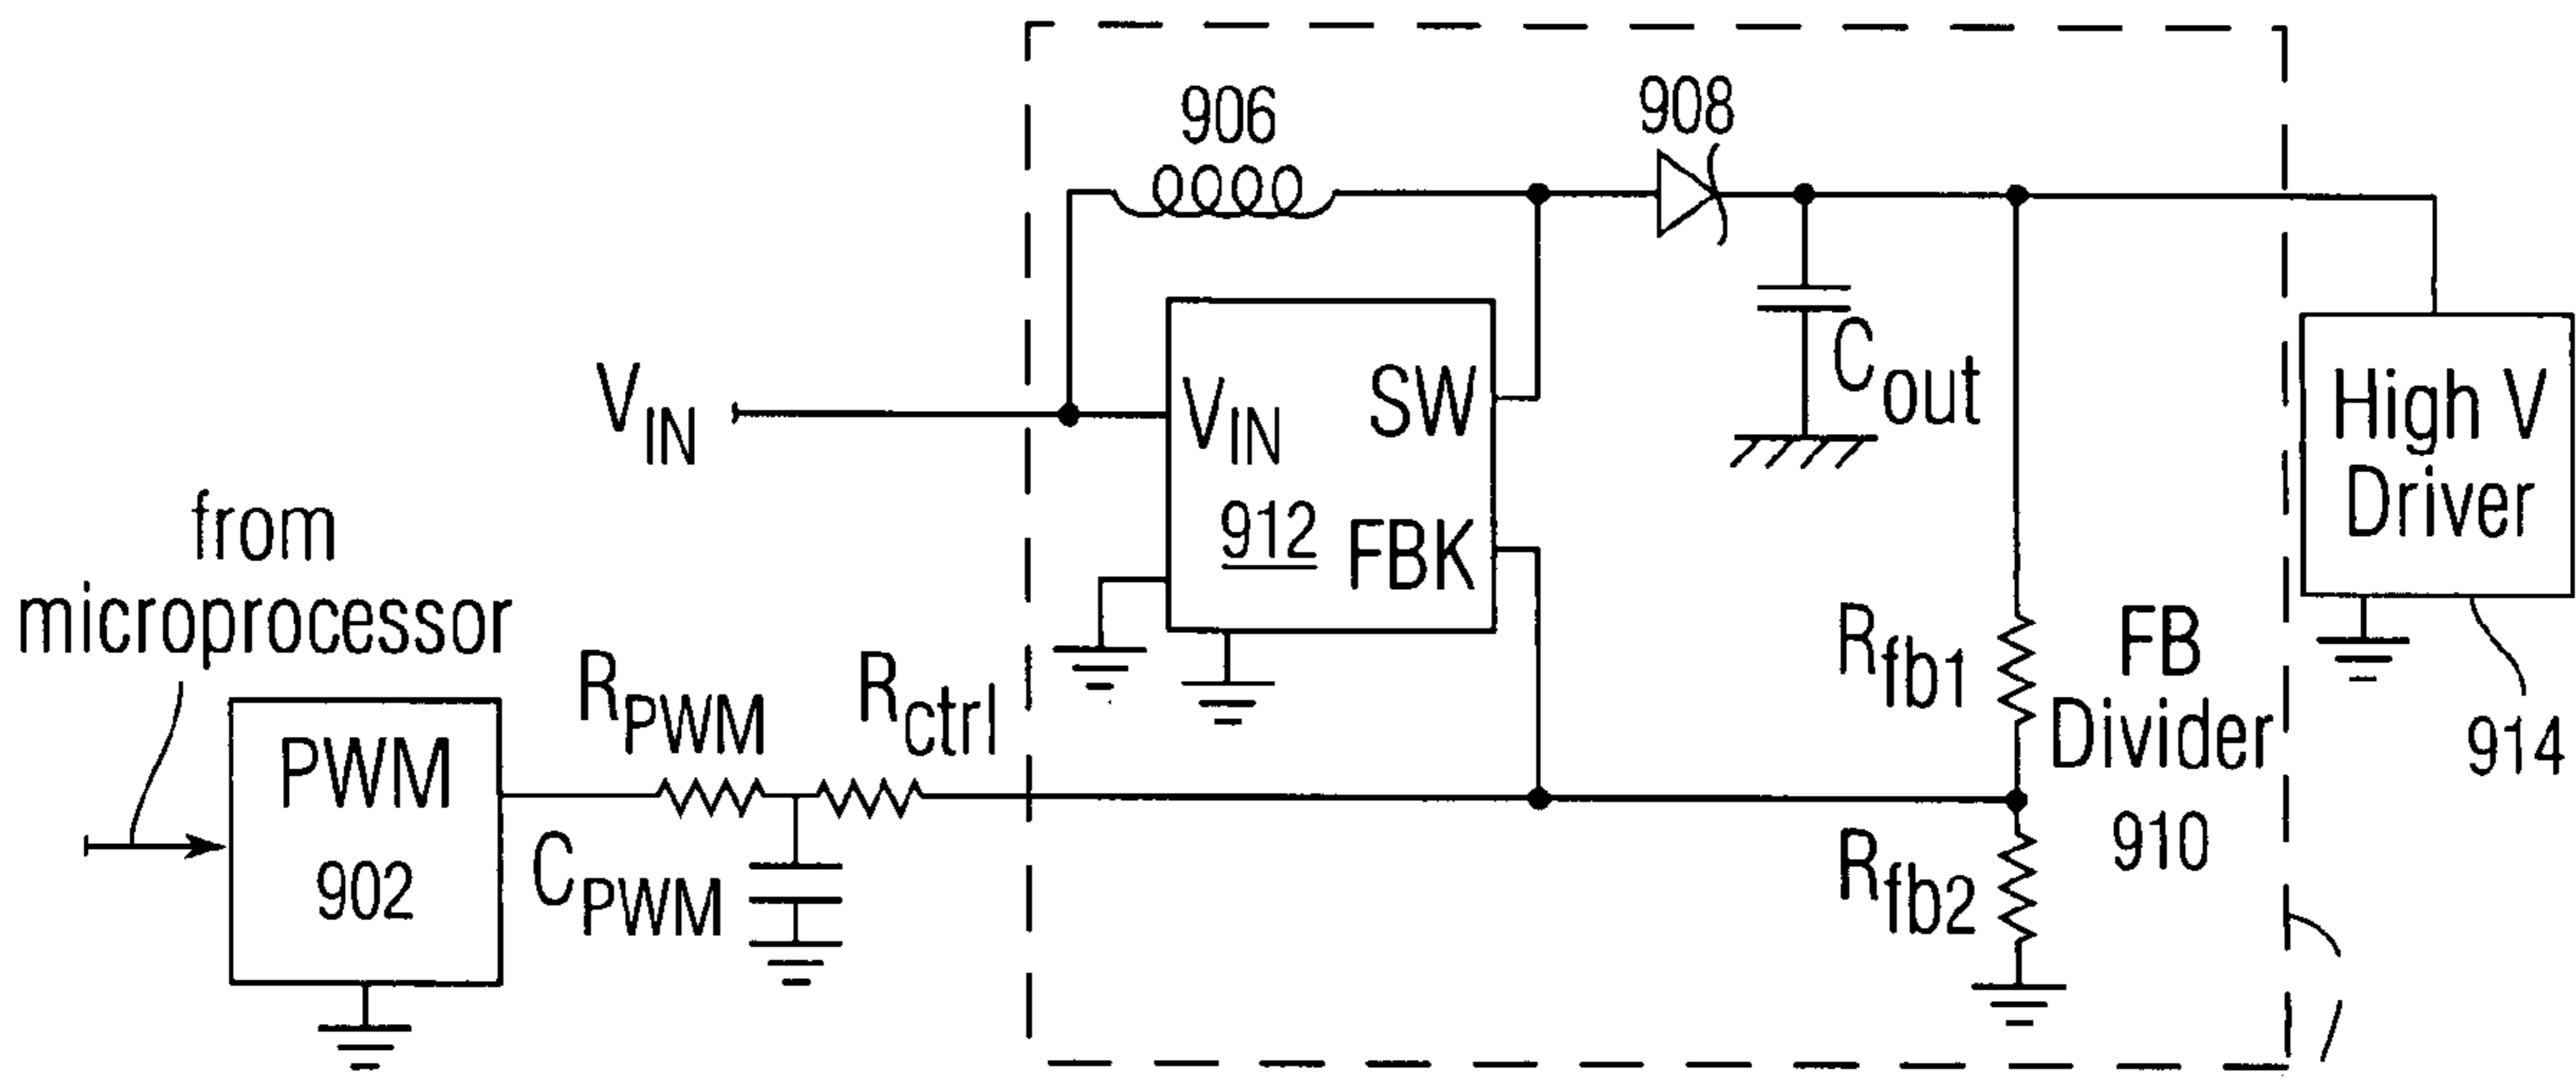 906
908
V_IN
V_IN
SW
912
FBK
C_out
High V
Driver
914
from
microprocessor
PWM
902
R_PWM
R_ctrl
C_PWM
R_fb1
FB
Divider
910
R_fb2